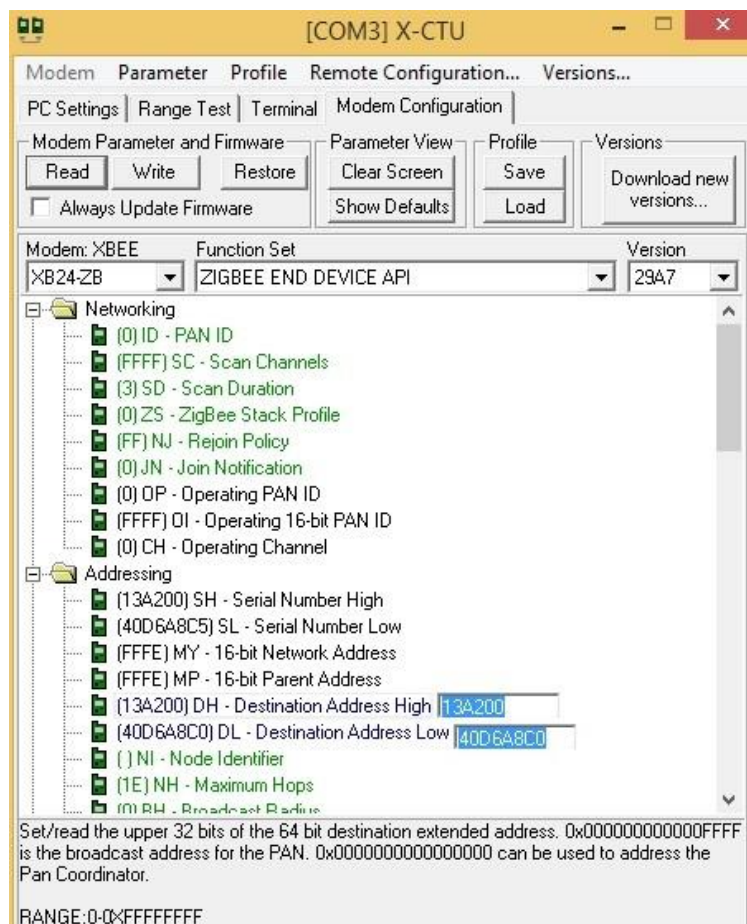 [COM3] X-CTU
Modem Parameter Profile Remote Configuration... Versions...
PC Settings Range Test Terminal Modem Configuration
Modem Parameter and Firmware Parameter View Profile Versions
Read Write Restore Clear Screen Save Download new versions...
Always Update Firmware Show Defaults Load
Modem: XBEE Function Set Version
XB24-ZB ZIGBEE END DEVICE API 29A7
Networking
(0) ID - PAN ID
(FFFF) SC - Scan Channels
(3) SD - Scan Duration
(0) ZS - ZigBee Stack Profile
(FF) NJ - Rejoin Policy
(0) JN - Join Notification
(0) OP - Operating PAN ID
(FFFF) OI - Operating 16-bit PAN ID
(0) CH - Operating Channel
Addressing
(13A200) SH - Serial Number High
(40D6A8C5) SL - Serial Number Low
(FFFE) MY - 16-bit Network Address
(FFFE) MP - 16-bit Parent Address
(13A200) DH - Destination Address High 13A200
(40D6A8C0) DL - Destination Address Low 40D6A8C0
( ) NI - Node Identifier
(1E) NH - Maximum Hops
(0) BH - Broadcast Radius
Set/read the upper 32 bits of the 64 bit destination extended address. 0x000000000000FFFF
is the broadcast address for the PAN. 0x0000000000000000 can be used to address the
Pan Coordinator.
RANGE:0-0XFFFFFFFF